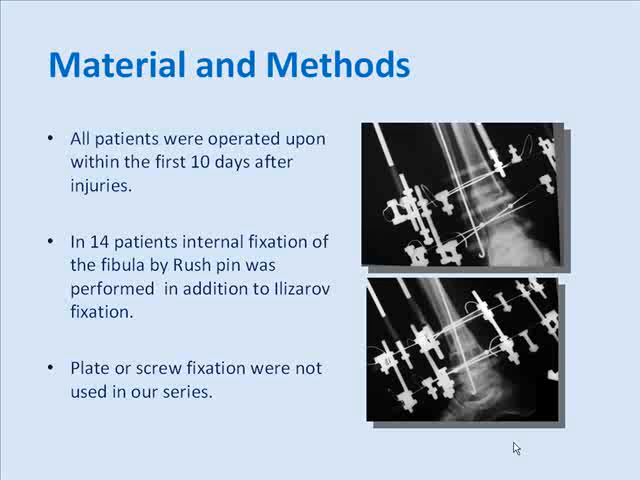 Material and Methods
• All patients were operated upon
within the first 10 days after
injuries.
• In 14 patients internal fixation of
the fibula by Rush pin was
performed in addition to Ilizarov
fixation.
• Plate or screw fixation were not
used in our series.